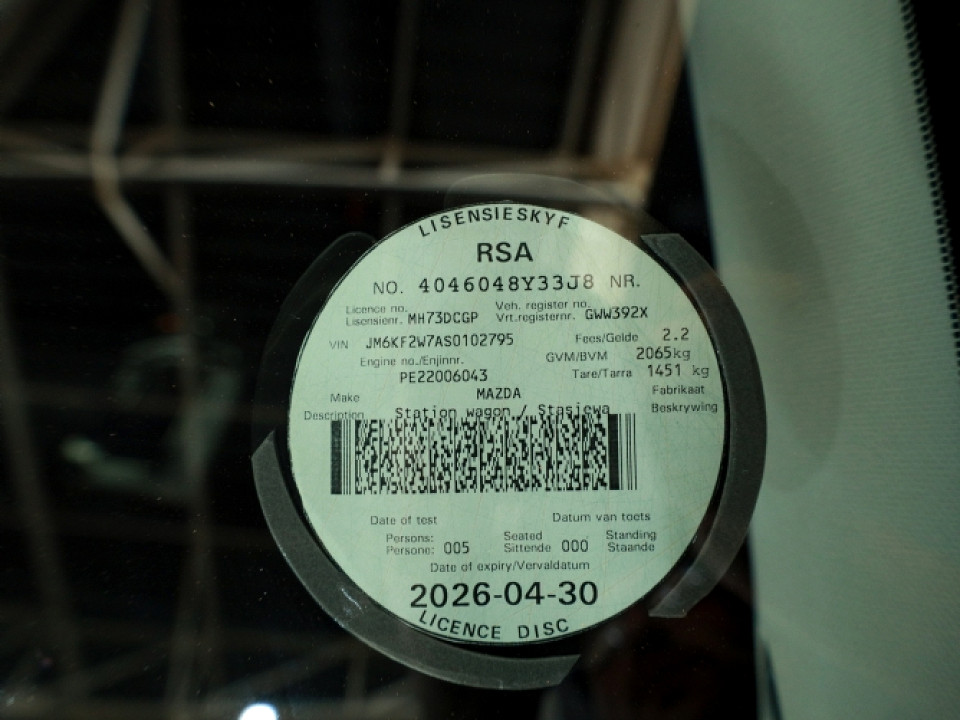 LISENSIESKYF
RSA
NO. 4046048Y33J8 NR.
Licence no. Veh. register no.
Lisensienr. MH73DCGP Vrt.registernr. GWW392X
VIN JM6KF2W7AS0102795 Fees/Gelde 2.2
Engine no./Enjinnr. GVM/BVM 2065kg
PE22006043 Tare/Tarra 1451 kg
Make MAZDA Fabrikaat
Description Station wagon / Stasiewa Beskrywing
Date of test Datum van toets
Persons: Seated Standing
Persone: 005 Sittende 000 Staande
Date of expiry/Vervaldatum
2026-04-30
LICENCE DISC